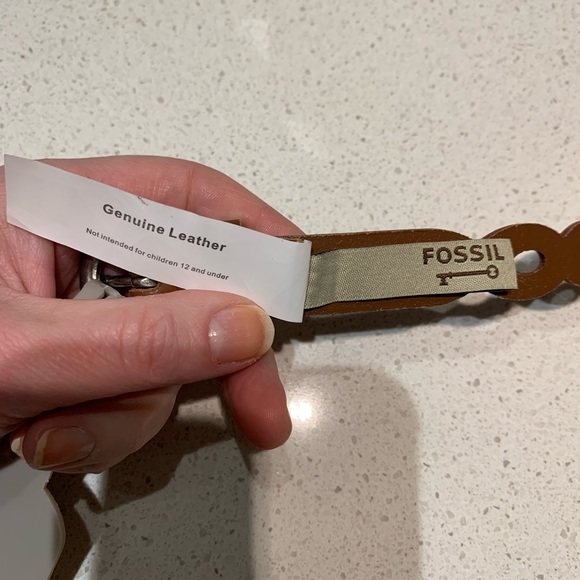 Genuine Leather
Not intended for children 12 and under
FOSSIL